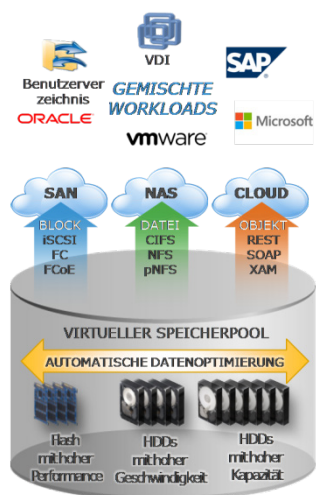 VDI
SAP
Benutzerver
zeichnis
GEMISCHTE
WORKLOADS
ORACLE
Microsoft
vmware
SAN
NAS
CLOUD
BLOCK
iSCSI
FC
FCoE
DATEI
CIFS
NFS
pNFS
OBJEKT
REST
SOAP
XAM
VIRTUELLER SPEICHERPOOL
AUTOMATISCHE DATENOPTIMIERUNG
Flash
mit hoher
Performance
HDDs
mit hoher
Geschwindigkeit
HDDs
mit hoher
Kapazität